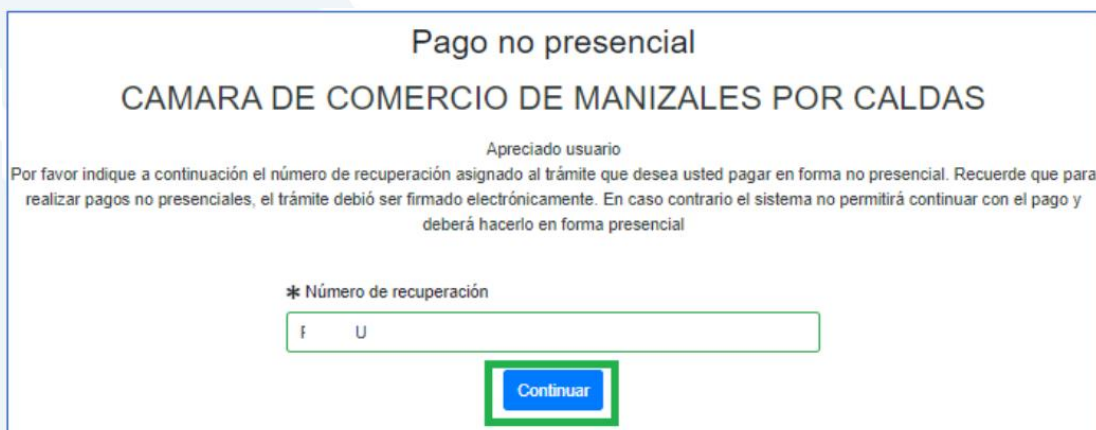 Pago no presencial
CAMARA DE COMERCIO DE MANIZALES POR CALDAS
Apreciado usuario
Por favor indique a continuación el número de recuperación asignado al trámite que desea usted pagar en forma no presencial. Recuerde que para
realizar pagos no presenciales, el trámite debió ser firmado electrónicamente. En caso contrario el sistema no permitirá continuar con el pago y
deberá hacerlo en forma presencial
✱ Número de recuperación
U
Continuar